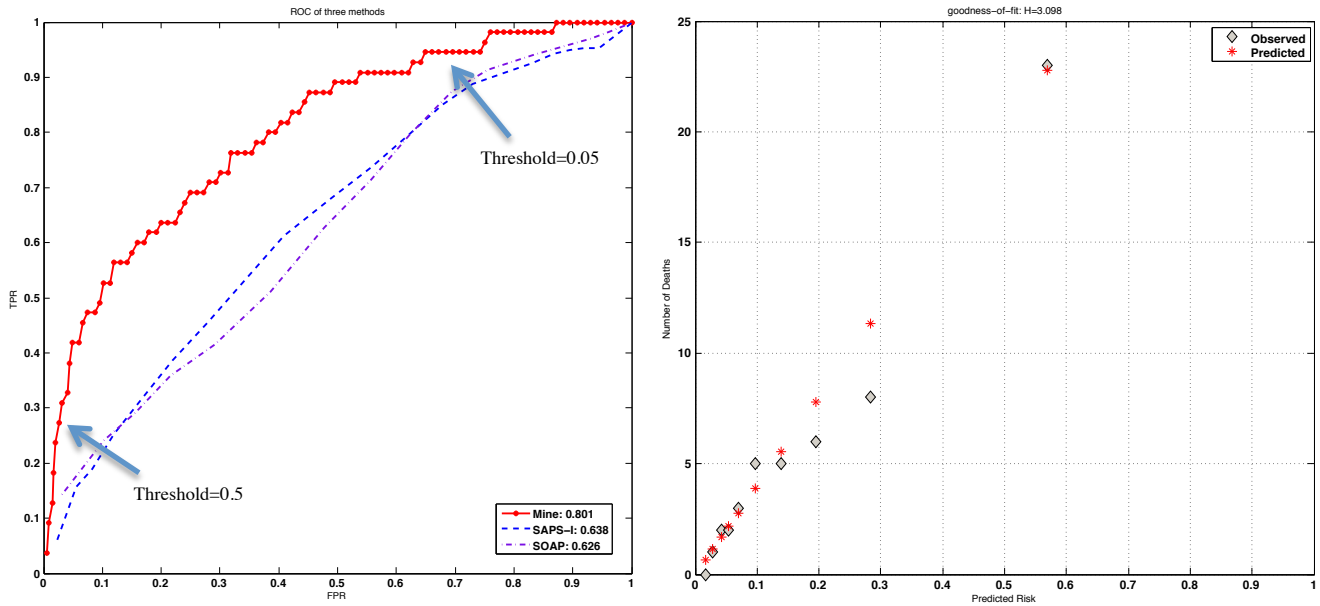 ROC of three methods
1
0.9
0.8
0.7
0.6
0.5
0.4
0.3
0.2
0.1
0
TPR
Threshold=0.05
Threshold=0.5
Mine: 0.801
SAPS-I: 0.638
SOAP: 0.626
0 0.1 0.2 0.3 0.4 0.5 0.6 0.7 0.8 0.9 1
FPR
goodness-of-fit: H=3.098
25
20
15
10
5
0
Number of Deaths
Observed
Predicted
0 0.1 0.2 0.3 0.4 0.5 0.6 0.7 0.8 0.9 1
Predicted Risk